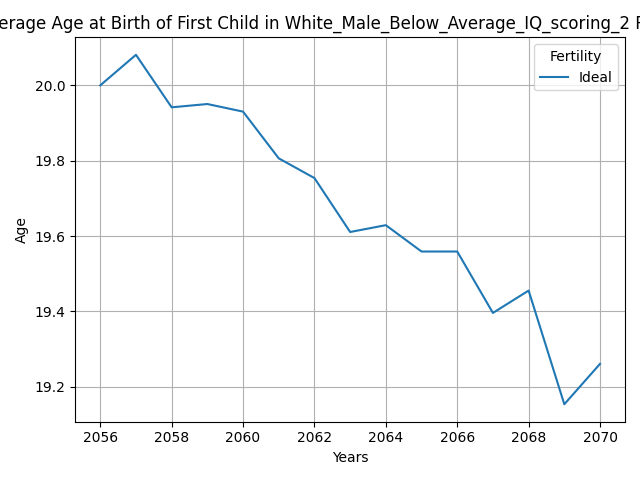 erage Age at Birth of First Child in White_Male_Below_Average_IQ_scoring_2
Fertility
Ideal
20.0
19.8
19.6
19.4
19.2
Age
2056 2058 2060 2062 2064 2066 2068 2070
Years